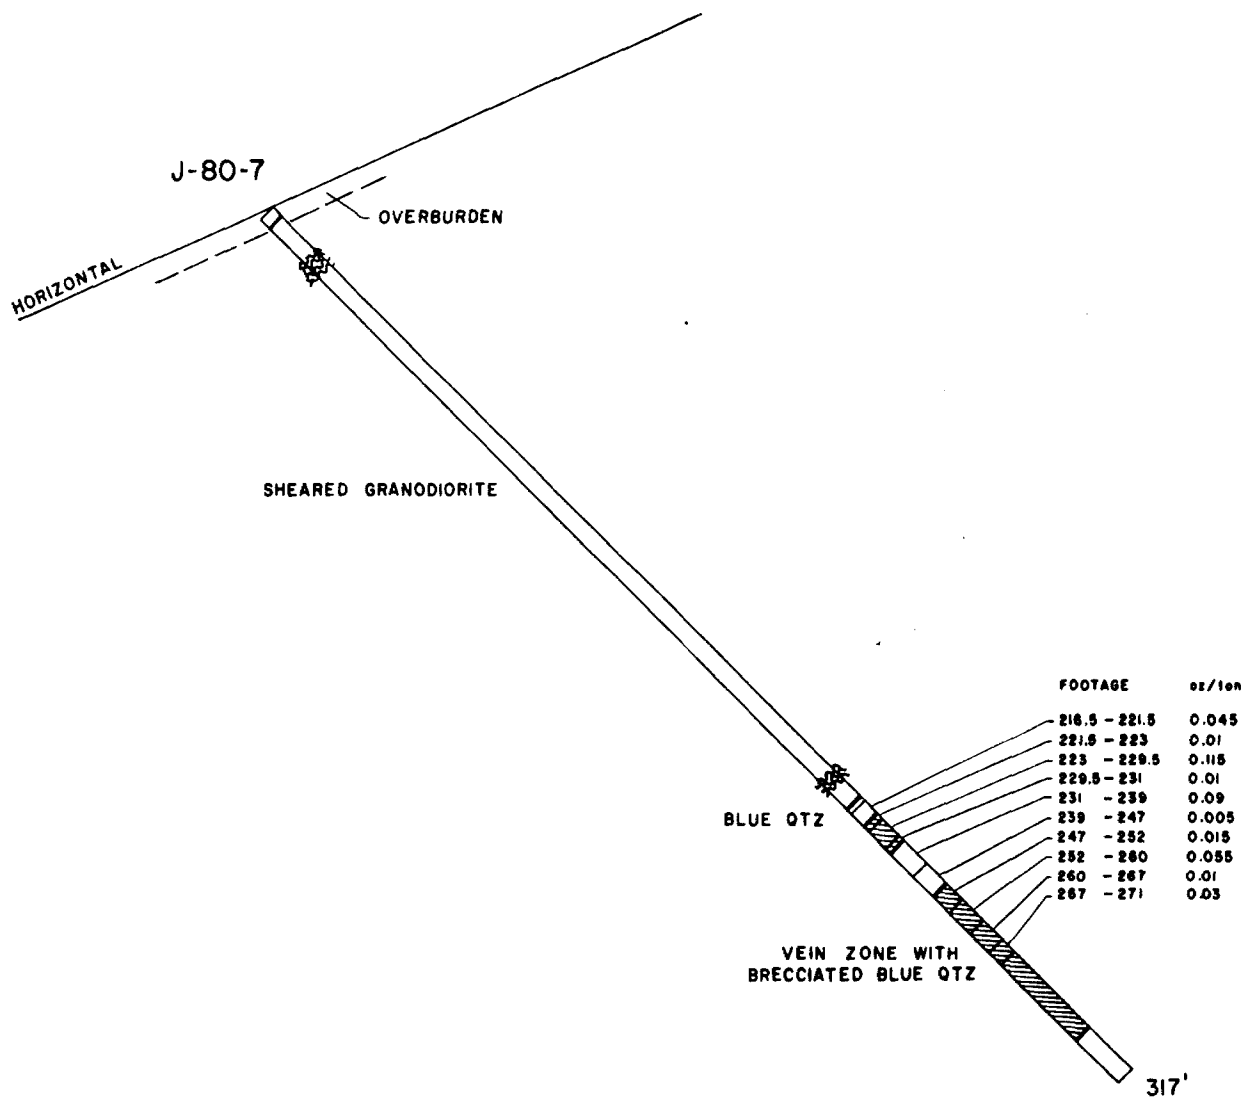 J-80-7
OVERBURDEN
HORIZONTAL
SHEARED GRANODIORITE
FOOTAGE oz/ton
216.5 - 221.5 0.045
221.5 - 223 0.01
223 - 229.5 0.115
229.5 - 231 0.01
231 - 239 0.09
239 - 247 0.005
247 - 252 0.015
252 - 260 0.055
260 - 267 0.01
267 - 271 0.03
BLUE QTZ
VEIN ZONE WITH
BRECCIATED BLUE QTZ
317'